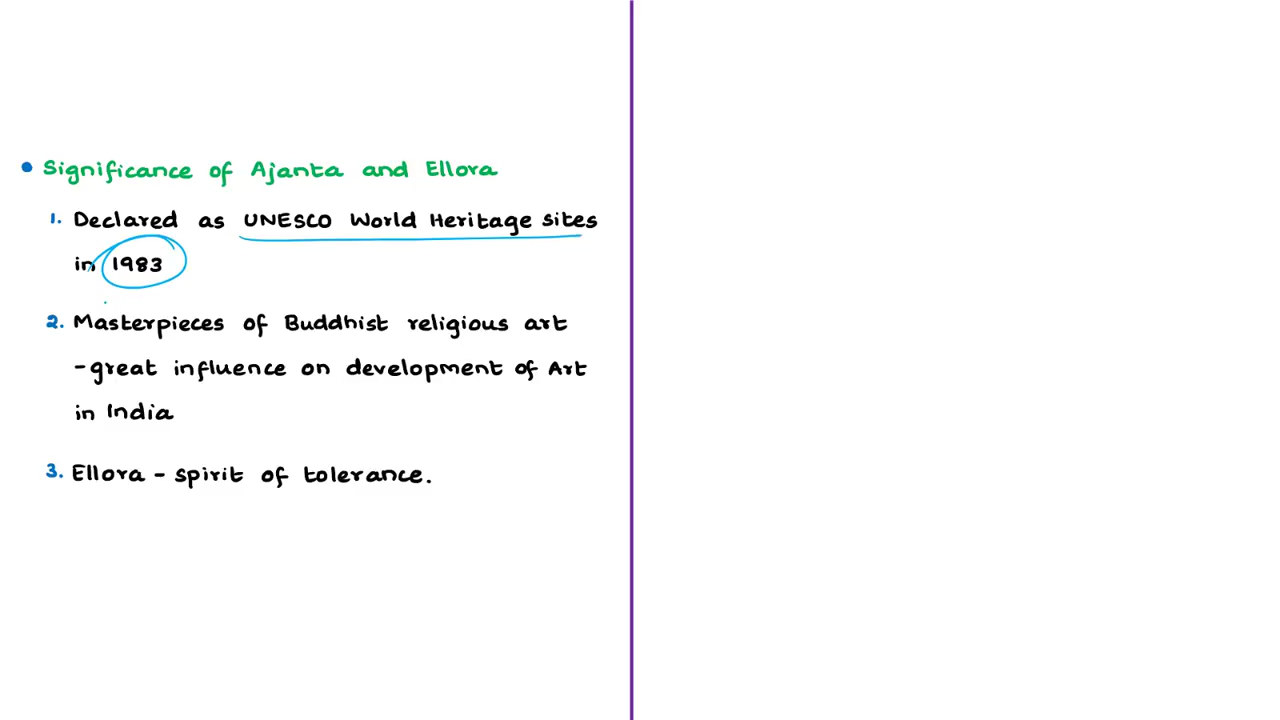 • Significance of Ajanta and Ellora
1. Declared as UNESCO World Heritage sites
in 1983
2. Masterpieces of Buddhist religious art
- great influence on development of Art
in India
3. Ellora - spirit of tolerance.